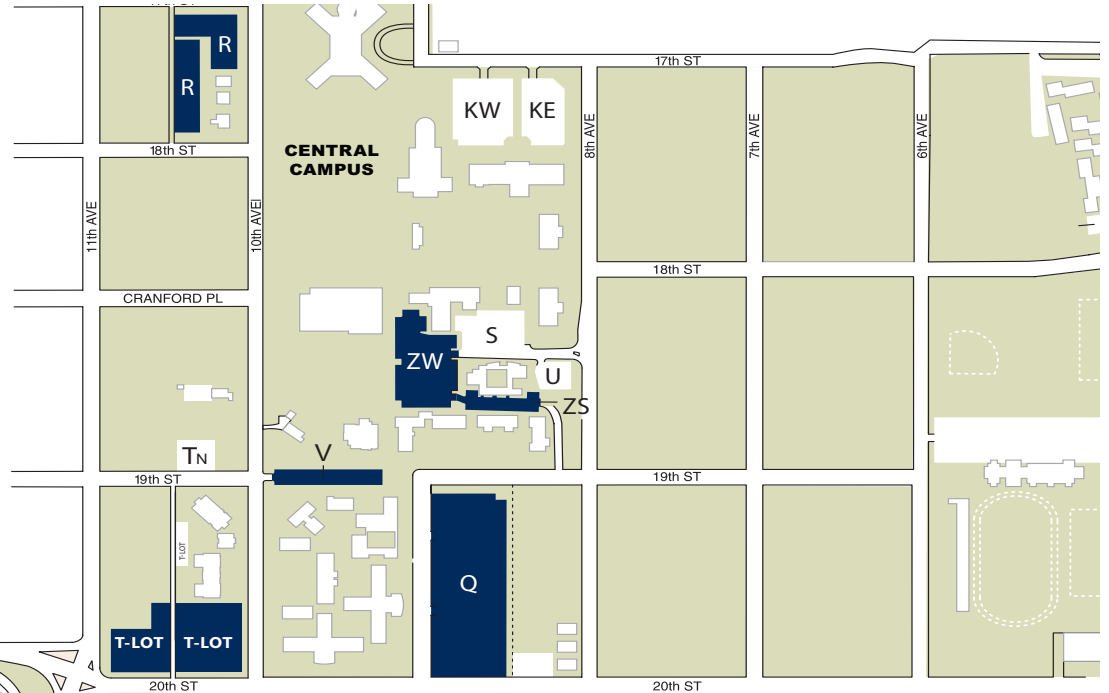 17th ST
R
R
KW
KE
18th ST
CENTRAL
CAMPUS
8th AVE
7th AVE
6th AVE
11th AVE
10th AVE
18th ST
CRANFORD PL
S
ZW
U
ZS
TN
V
19th ST
19th ST
T-LOT
Q
T-LOT
T-LOT
20th ST
20th ST